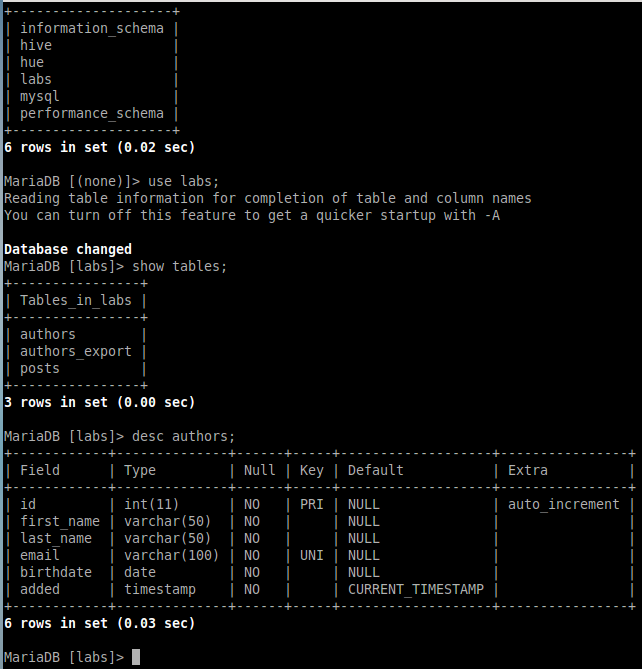 +--------------------+
| information_schema |
| hive               |
| hue                |
| labs               |
| mysql              |
| performance_schema |
+--------------------+
6 rows in set (0.02 sec)

MariaDB [(none)]> use labs;
Reading table information for completion of table and column names
You can turn off this feature to get a quicker startup with -A

Database changed
MariaDB [labs]> show tables;
+----------------+
| Tables_in_labs |
+----------------+
| authors        |
| authors_export |
| posts          |
+----------------+
3 rows in set (0.00 sec)

MariaDB [labs]> desc authors;
+------------+--------------+------+-----+-------------------+----------------+
| Field      | Type         | Null | Key | Default           | Extra          |
+------------+--------------+------+-----+-------------------+----------------+
| id         | int(11)      | NO   | PRI | NULL              | auto_increment |
| first_name | varchar(50)  | NO   |     | NULL              |                |
| last_name  | varchar(50)  | NO   |     | NULL              |                |
| email      | varchar(100) | NO   | UNI | NULL              |                |
| birthdate  | date         | NO   |     | NULL              |                |
| added      | timestamp    | NO   |     | CURRENT_TIMESTAMP |                |
+------------+--------------+------+-----+-------------------+----------------+
6 rows in set (0.03 sec)

MariaDB [labs]>